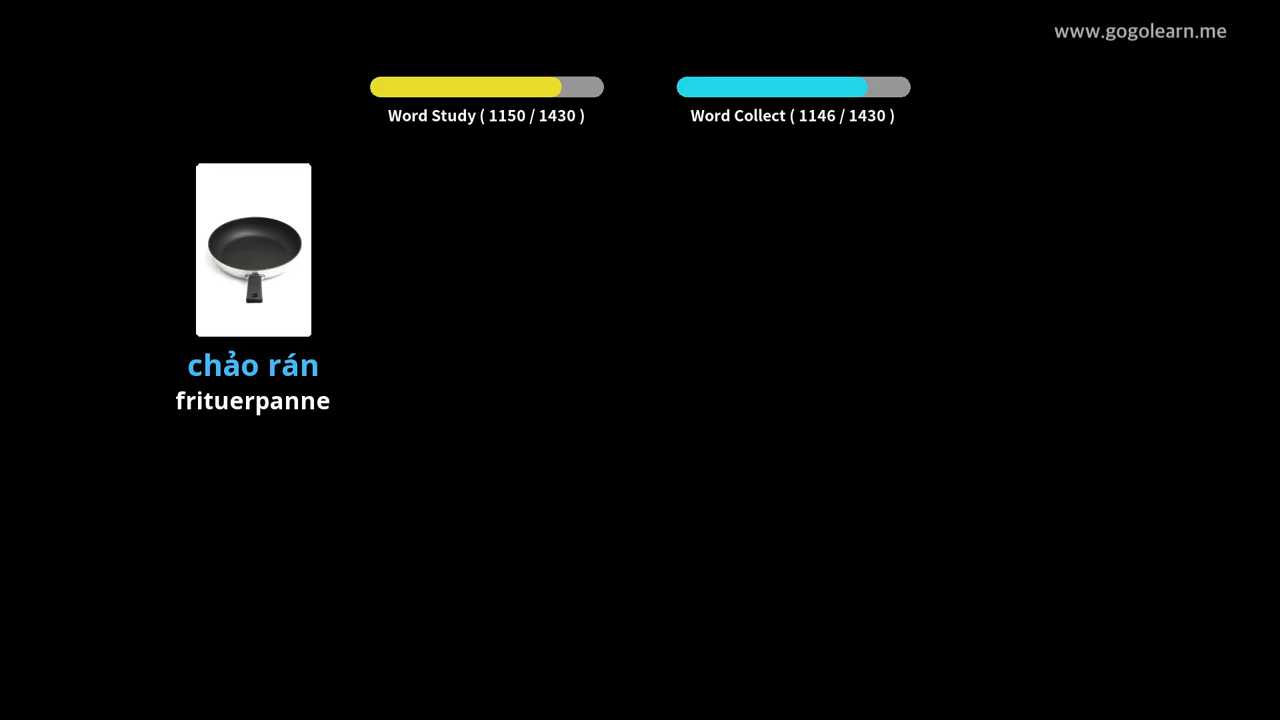 www.gogolearn.me
Word Study ( 1150 / 1430 )
Word Collect ( 1146 / 1430 )
chảo rán
frituerpanne